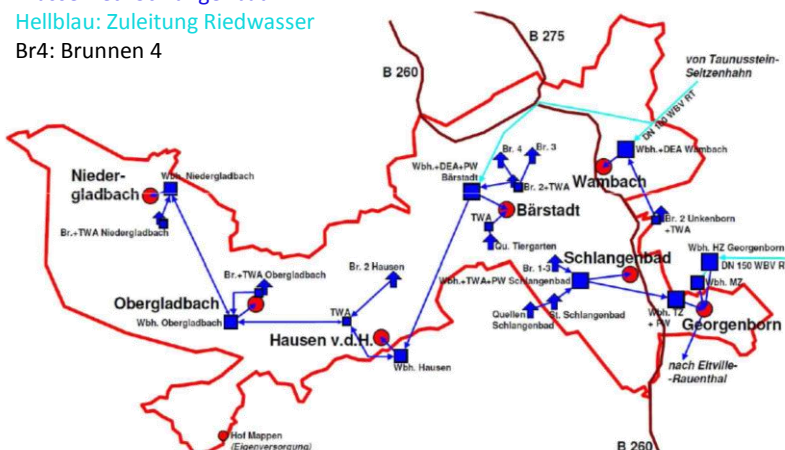 Hellblau: Zuleitung Riedwasser
Br4: Brunnen 4
B 275
B 260
von Taunusstein-
Seitzenhahn
DN 100 WBV RT
Br. 4
Br. 3
Wbh.+DEA+PW
Bärstadt
Br. 2+TWA
Wbh.+DEA Wambach
Wambach
Wbh. Niedergladbach
Nieder-
gladbach
Br.+TWA Niedergladbach
Bärstadt
TWA
Qu. Tiergarten
Br. 2 Unkenborn
+TWA
Wbh. HZ Georgenborn
DN 150 WBV R
Schlangenbad
Br. 1-3
Wbh.+TWA+PW Schlangenbad
Wbh. MZ
Br.+TWA Obergladbach
Br. 2 Hausen
Obergladbach
Wbh. Obergladbach
TWA
Quellen
Schlangenbad
St. Schlangenbad
Wbh. TZ
+ PW
Georgenborn
Hausen v.d.H.
Wbh. Hausen
nach Eltville-
-Rauenthal
Hof Mappen
(Eigenversorgung)
B 260